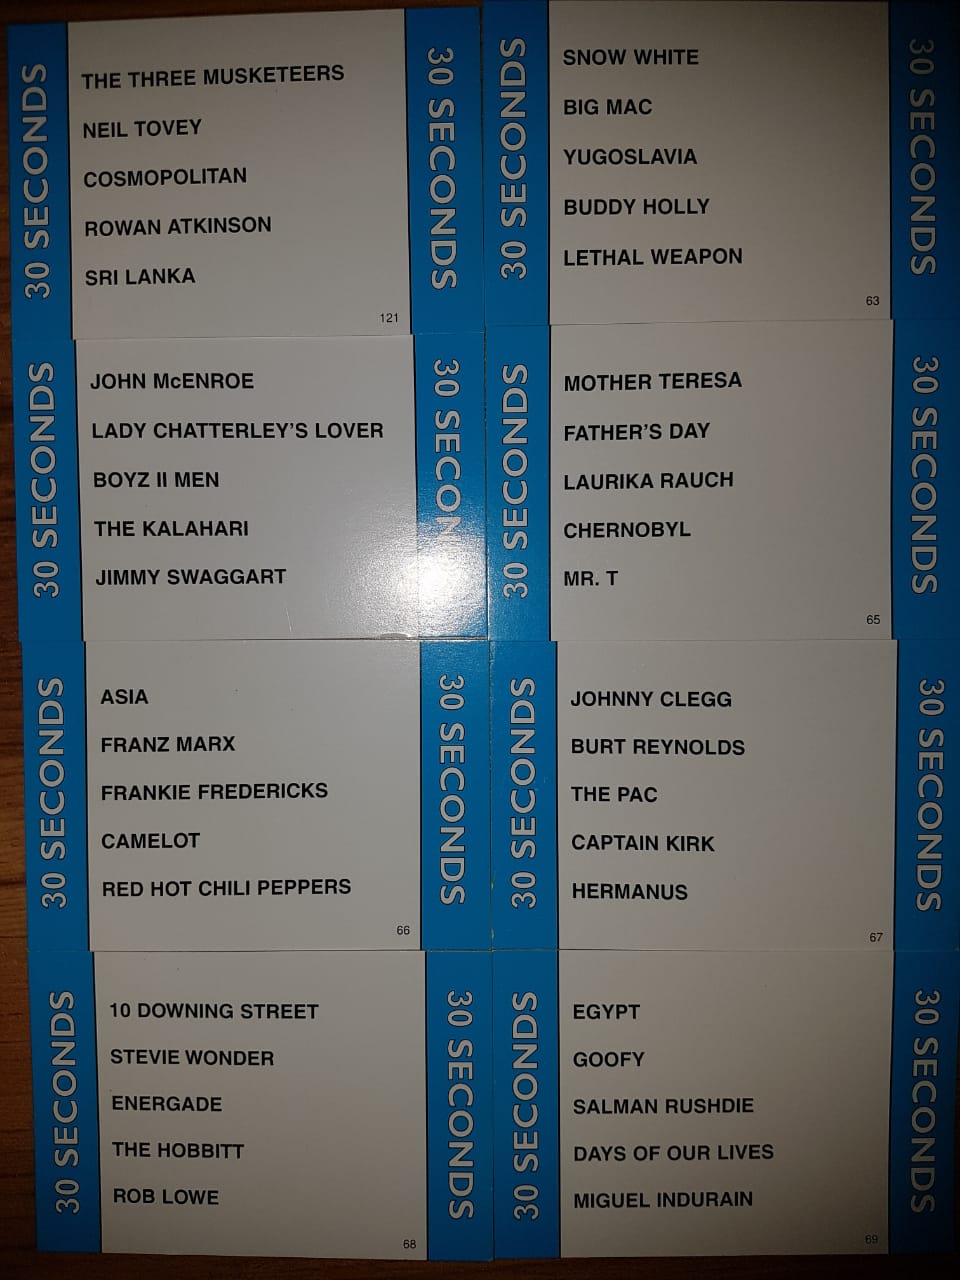 30 SECONDS
THE THREE MUSKETEERS
NEIL TOVEY
COSMOPOLITAN
ROWAN ATKINSON
SRI LANKA
121
30 SECONDS
30 SECONDS
SNOW WHITE
BIG MAC
YUGOSLAVIA
BUDDY HOLLY
LETHAL WEAPON
63
30 SECONDS
30 SECONDS
JOHN McENROE
LADY CHATTERLEY'S LOVER
BOYZ II MEN
THE KALAHARI
JIMMY SWAGGART
30 SECON
30 SECONDS
MOTHER TERESA
FATHER'S DAY
LAURIKA RAUCH
CHERNOBYL
MR. T
65
30 SECONDS
30 SECONDS
ASIA
FRANZ MARX
FRANKIE FREDERICKS
CAMELOT
RED HOT CHILI PEPPERS
66
30 SECONDS
30 SECONDS
JOHNNY CLEGG
BURT REYNOLDS
THE PAC
CAPTAIN KIRK
HERMANUS
67
30 SECONDS
30 SECONDS
10 DOWNING STREET
STEVIE WONDER
ENERGADE
THE HOBBITT
ROB LOWE
68
30 SECONDS
30 SECONDS
EGYPT
GOOFY
SALMAN RUSHDIE
DAYS OF OUR LIVES
MIGUEL INDURAIN
69
30 SECONDS